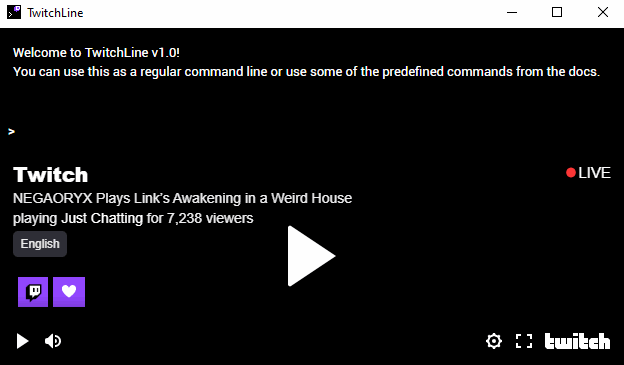 TwitchLine
Welcome to TwitchLine v1.0!
You can use this as a regular command line or use some of the predefined commands from the docs.
>
Twitch
LIVE
NEGAORYX Plays Link's Awakening in a Weird House
playing Just Chatting for 7,238 viewers
English
twitch